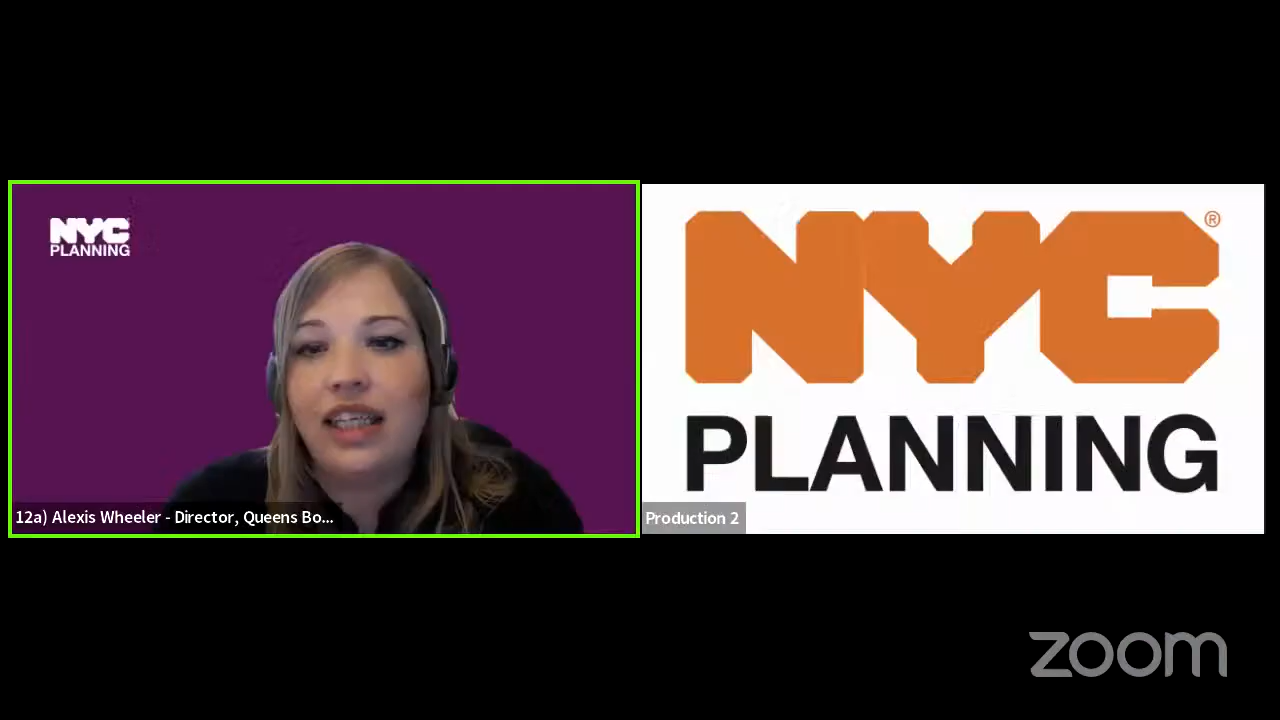 NYC
PLANNING
12a) Alexis Wheeler - Director, Queens Bo...
NYC®
PLANNING
Production 2
zoom